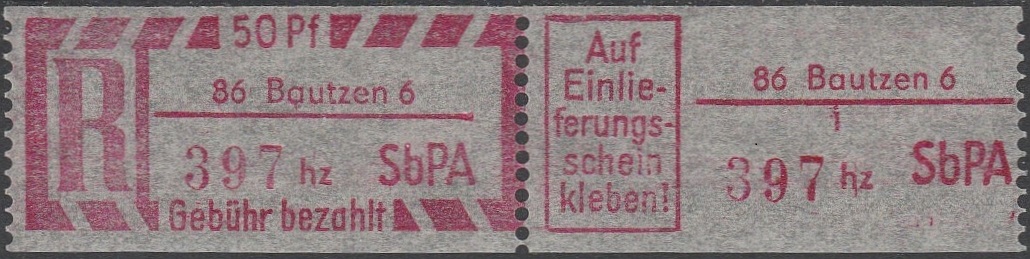 R
50 Pf
86 Bautzen 6
397 hz SbPA
Gebühr bezahlt
Auf
Einlie-
ferungs-
schein
kleben!
86 Bautzen 6
1
397 hz SbPA